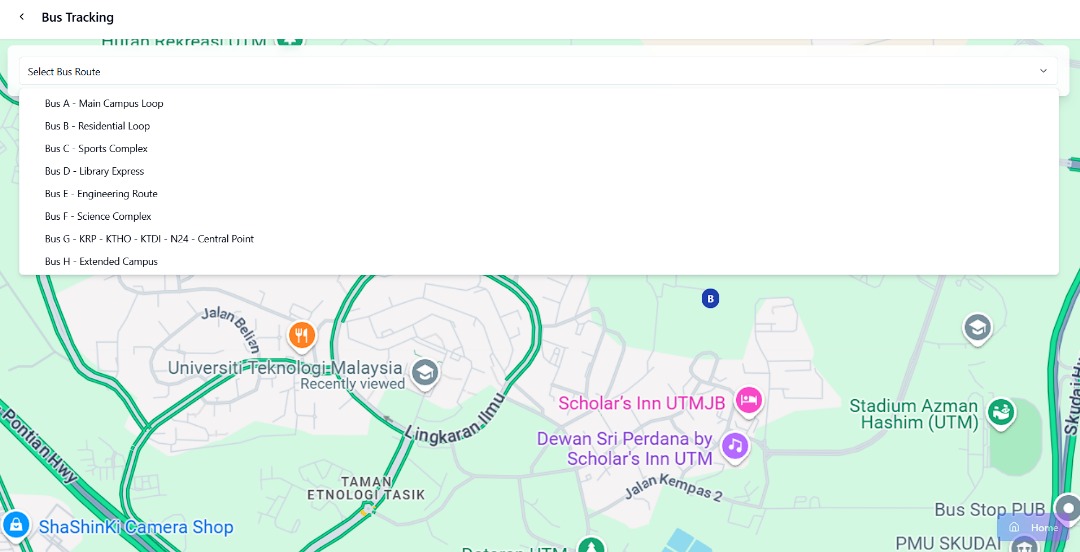 Bus Tracking
Hutan Rekreasi UTM
Select Bus Route
Bus A - Main Campus Loop
Bus B - Residential Loop
Bus C - Sports Complex
Bus D - Library Express
Bus E - Engineering Route
Bus F - Science Complex
Bus G - KRP - KTHO - KTDI - N24 - Central Point
Bus H - Extended Campus
B
Jalan Belian
Universiti Teknologi Malaysia
Recently viewed
Scholar's Inn UTMJB
Stadium Azman
Hashim (UTM)
Lingkaran Ilmu
Dewan Sri Perdana by
Scholar's Inn UTM
Pontian Hwy
Skudai Hw
TAMAN
ETNOLOGI TASIK
Jalan Kempas 2
Bus Stop PUB
ShaShinKi Camera Shop
Home
PMU SKUDAI
Dataran UTM